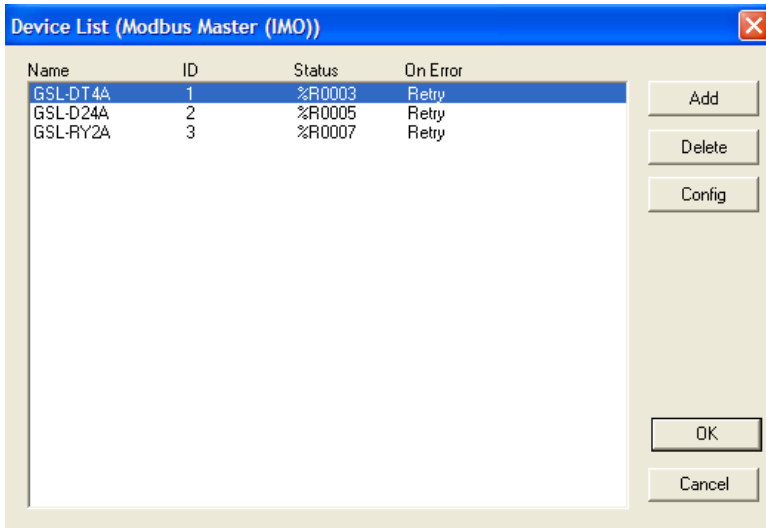 Device List (Modbus Master (IMO))
Name ID Status On Error
GSL-DT4A 1 %R0003 Retry
GSL-D24A 2 %R0005 Retry
GSL-RY2A 3 %R0007 Retry
Add
Delete
Config
OK
Cancel